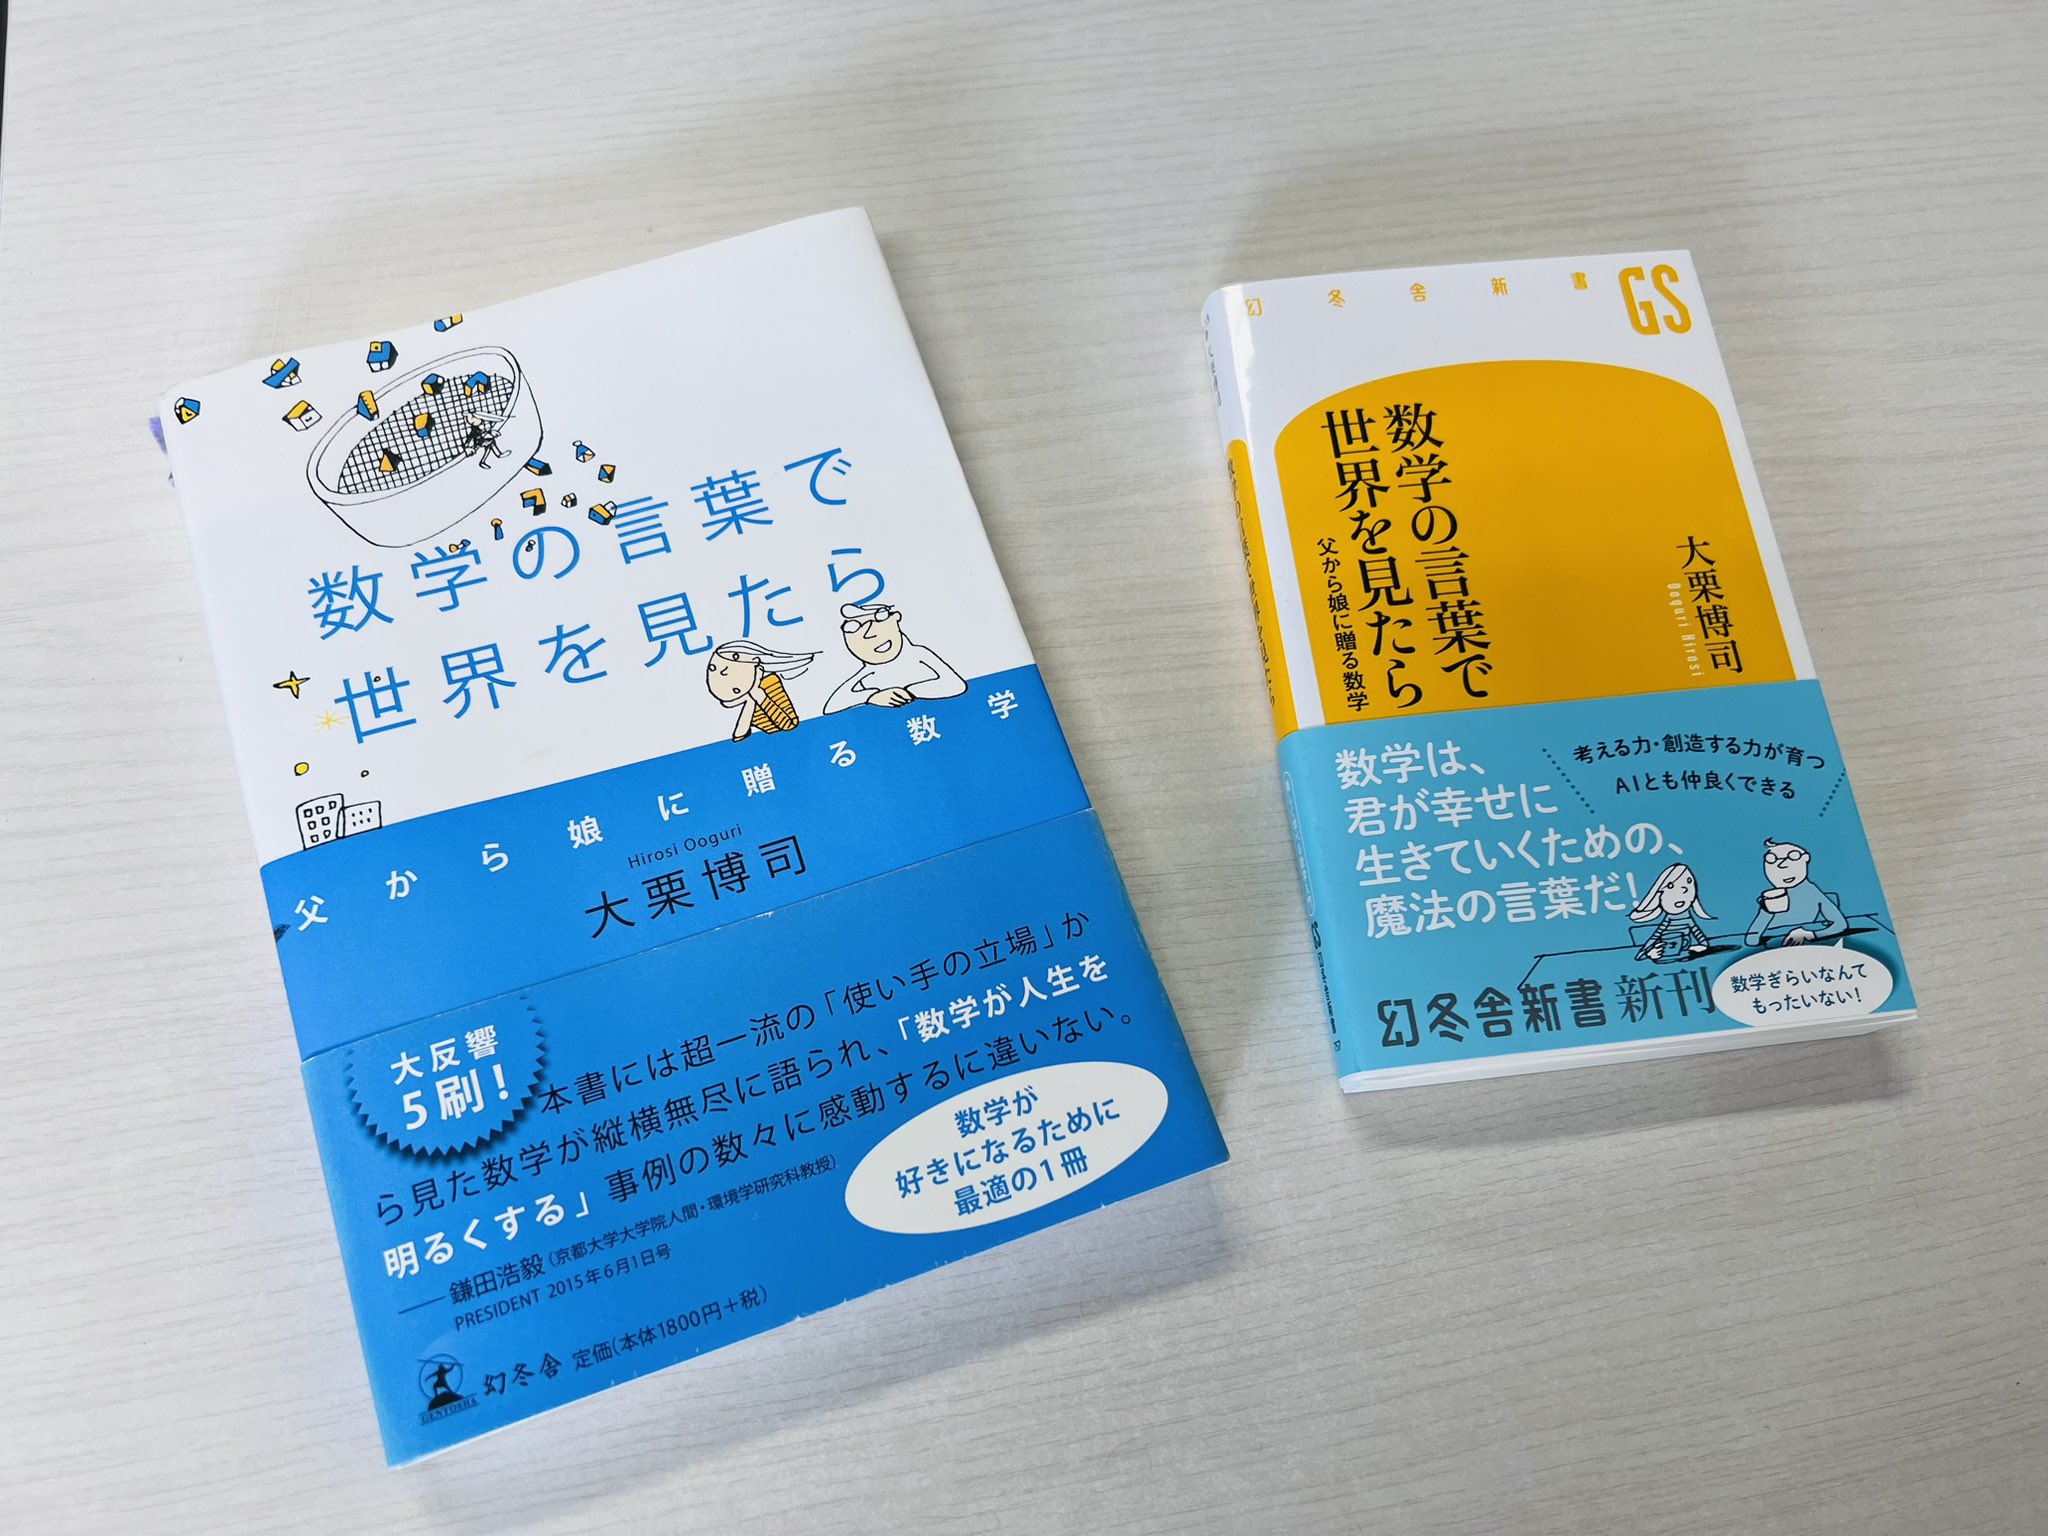 数学の言葉で
世界を見たら
父から娘に贈る数学
Hirosi Ooguri
大栗博司
大反響
5刷!
本書には超一流の「使い手の立場」か
ら見た数学が縦横無尽に語られ、「数学が人生を
明るくする」事例の数々に感動するに違いない。
——鎌田浩毅(京都大学大学院人間・環境学研究科教授)
PRESIDENT 2015年6月1日号
数学が
好きになるために
最適の1冊
GENTOSHA
幻冬舎 定価(本体1800円+税)
幻冬舎新書
GS
数学の言葉で
世界を見たら
父から娘に贈る数学
大栗博司
Ooguri Hirosi
考える力・創造する力が育つ
AIとも仲良くできる
数学は、
君が幸せに
生きていくための、
魔法の言葉だ!
幻冬舎新書 新刊
数学ぎらいなんて
もったいない!